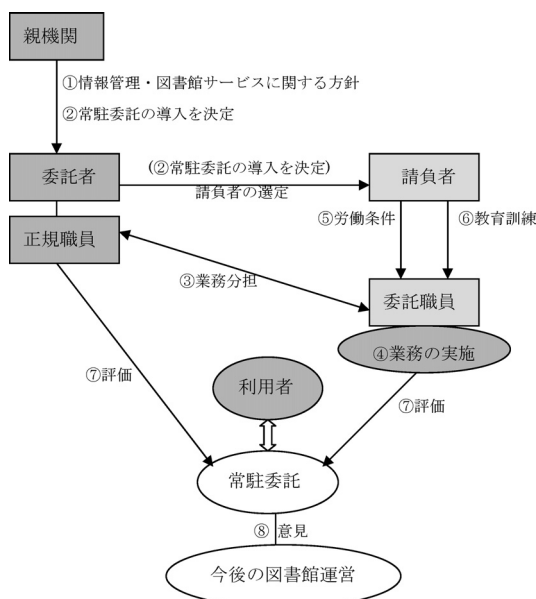 親機関
①情報管理・図書館サービスに関する方針
②常駐委託の導入を決定
委託者
(②常駐委託の導入を決定)
請負者の選定
請負者
正規職員
⑤労働条件
⑥教育訓練
③業務分担
委託職員
④業務の実施
⑦評価
利用者
⑦評価
常駐委託
⑧ 意見
今後の図書館運営